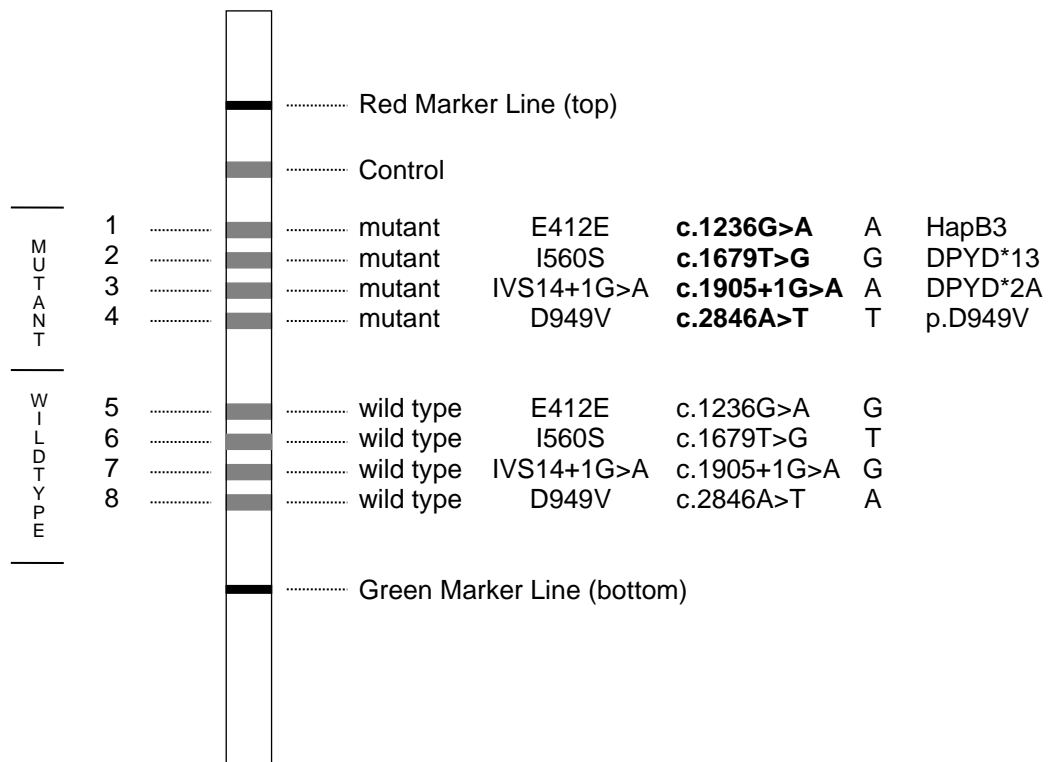 Red Marker Line (top)
Control
MUTANT
1 mutant E412E c.1236G>A A HapB3
2 mutant I560S c.1679T>G G DPYD*13
3 mutant IVS14+1G>A c.1905+1G>A A DPYD*2A
4 mutant D949V c.2846A>T T p.D949V
WILDTYPE
5 wild type E412E c.1236G>A G
6 wild type I560S c.1679T>G T
7 wild type IVS14+1G>A c.1905+1G>A G
8 wild type D949V c.2846A>T A
Green Marker Line (bottom)